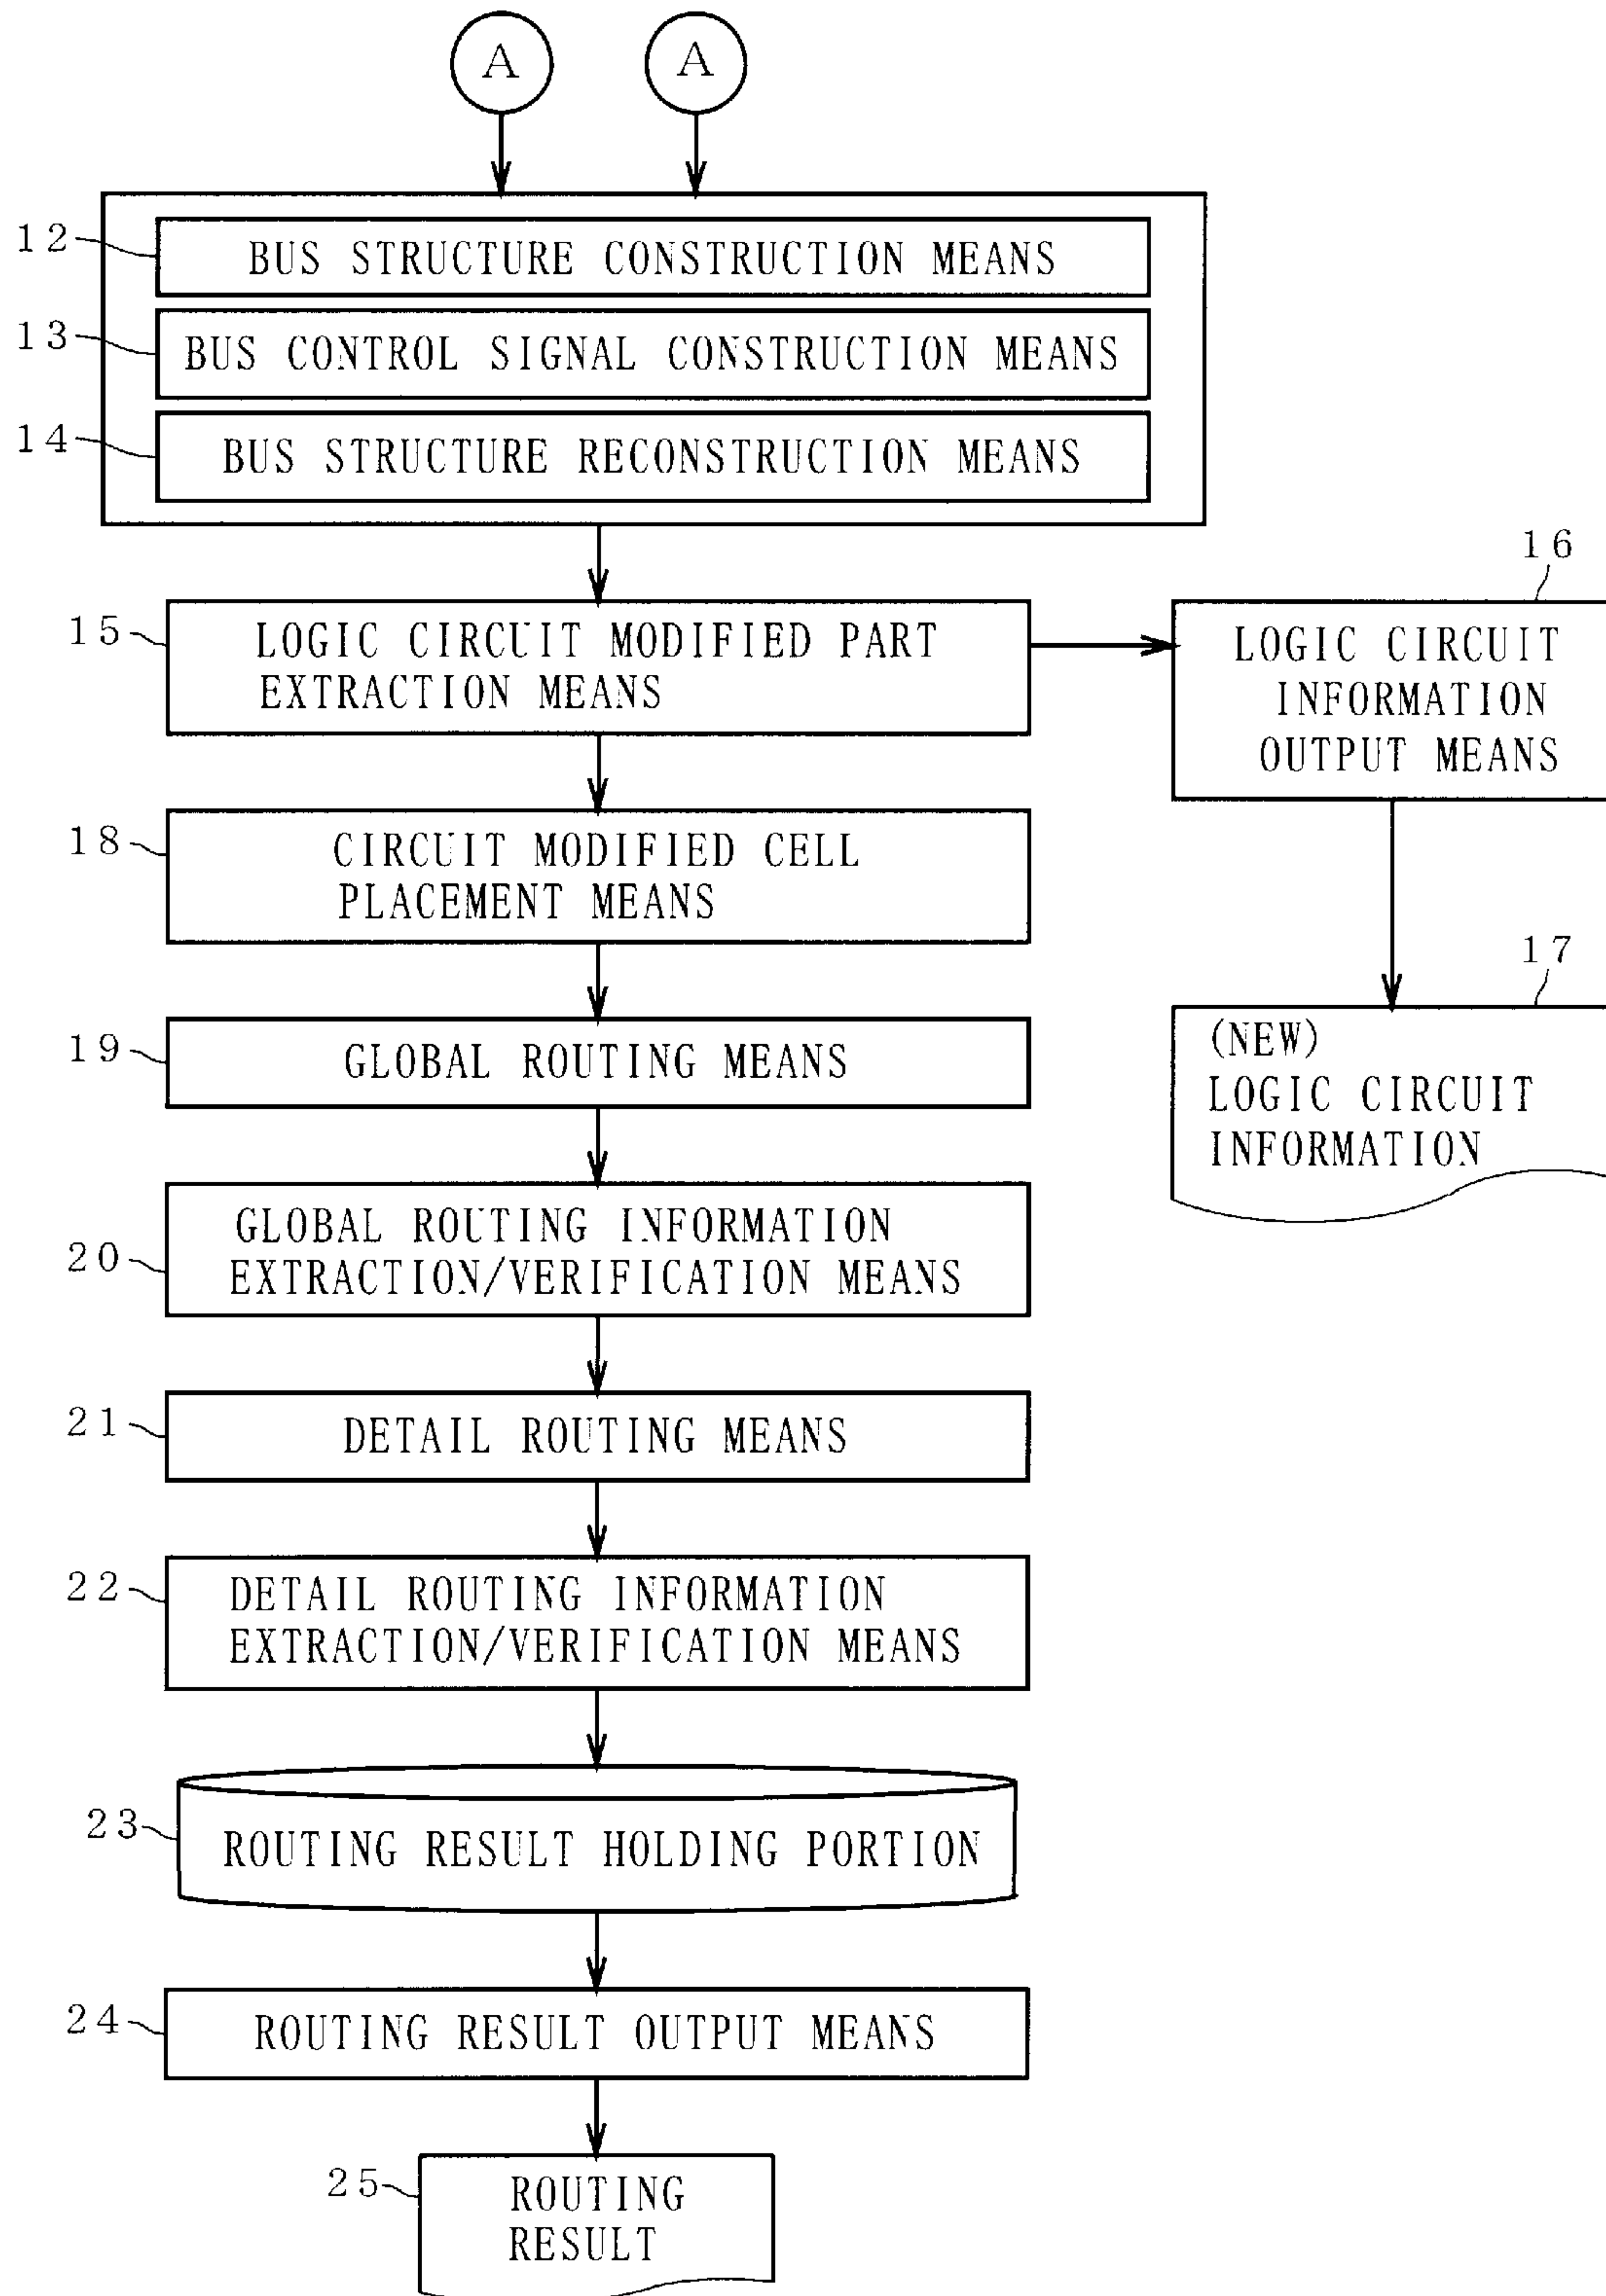 A A
12 BUS STRUCTURE CONSTRUCTION MEANS
13 BUS CONTROL SIGNAL CONSTRUCTION MEANS
14 BUS STRUCTURE RECONSTRUCTION MEANS
15 LOGIC CIRCUIT MODIFIED PART
EXTRACTION MEANS
16
LOGIC CIRCUIT
INFORMATION
OUTPUT MEANS
17
(NEW)
LOGIC CIRCUIT
INFORMATION
18 CIRCUIT MODIFIED CELL
PLACEMENT MEANS
19 GLOBAL ROUTING MEANS
20 GLOBAL ROUTING INFORMATION
EXTRACTION/VERIFICATION MEANS
21 DETAIL ROUTING MEANS
22 DETAIL ROUTING INFORMATION
EXTRACTION/VERIFICATION MEANS
23 ROUTING RESULT HOLDING PORTION
24 ROUTING RESULT OUTPUT MEANS
25 ROUTING
RESULT